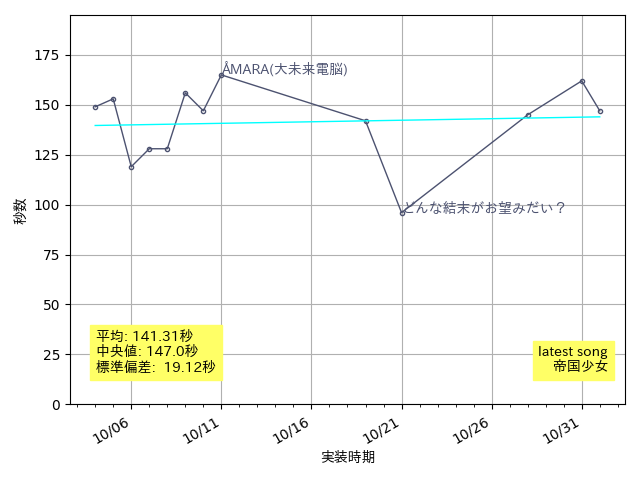 175
150
125
100
75
50
25
0
秒数
ÅMARA(大未来電脳)
どんな結末がお望みだい？
平均: 141.31秒
中央値: 147.0秒
標準偏差:  19.12秒
latest song
帝国少女
10/06
10/11
10/16
10/21
10/26
10/31
実装時期